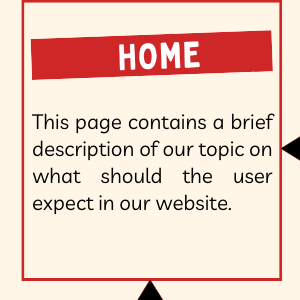 HOME
This page contains a brief
description of our topic on
what should the user
expect in our website.